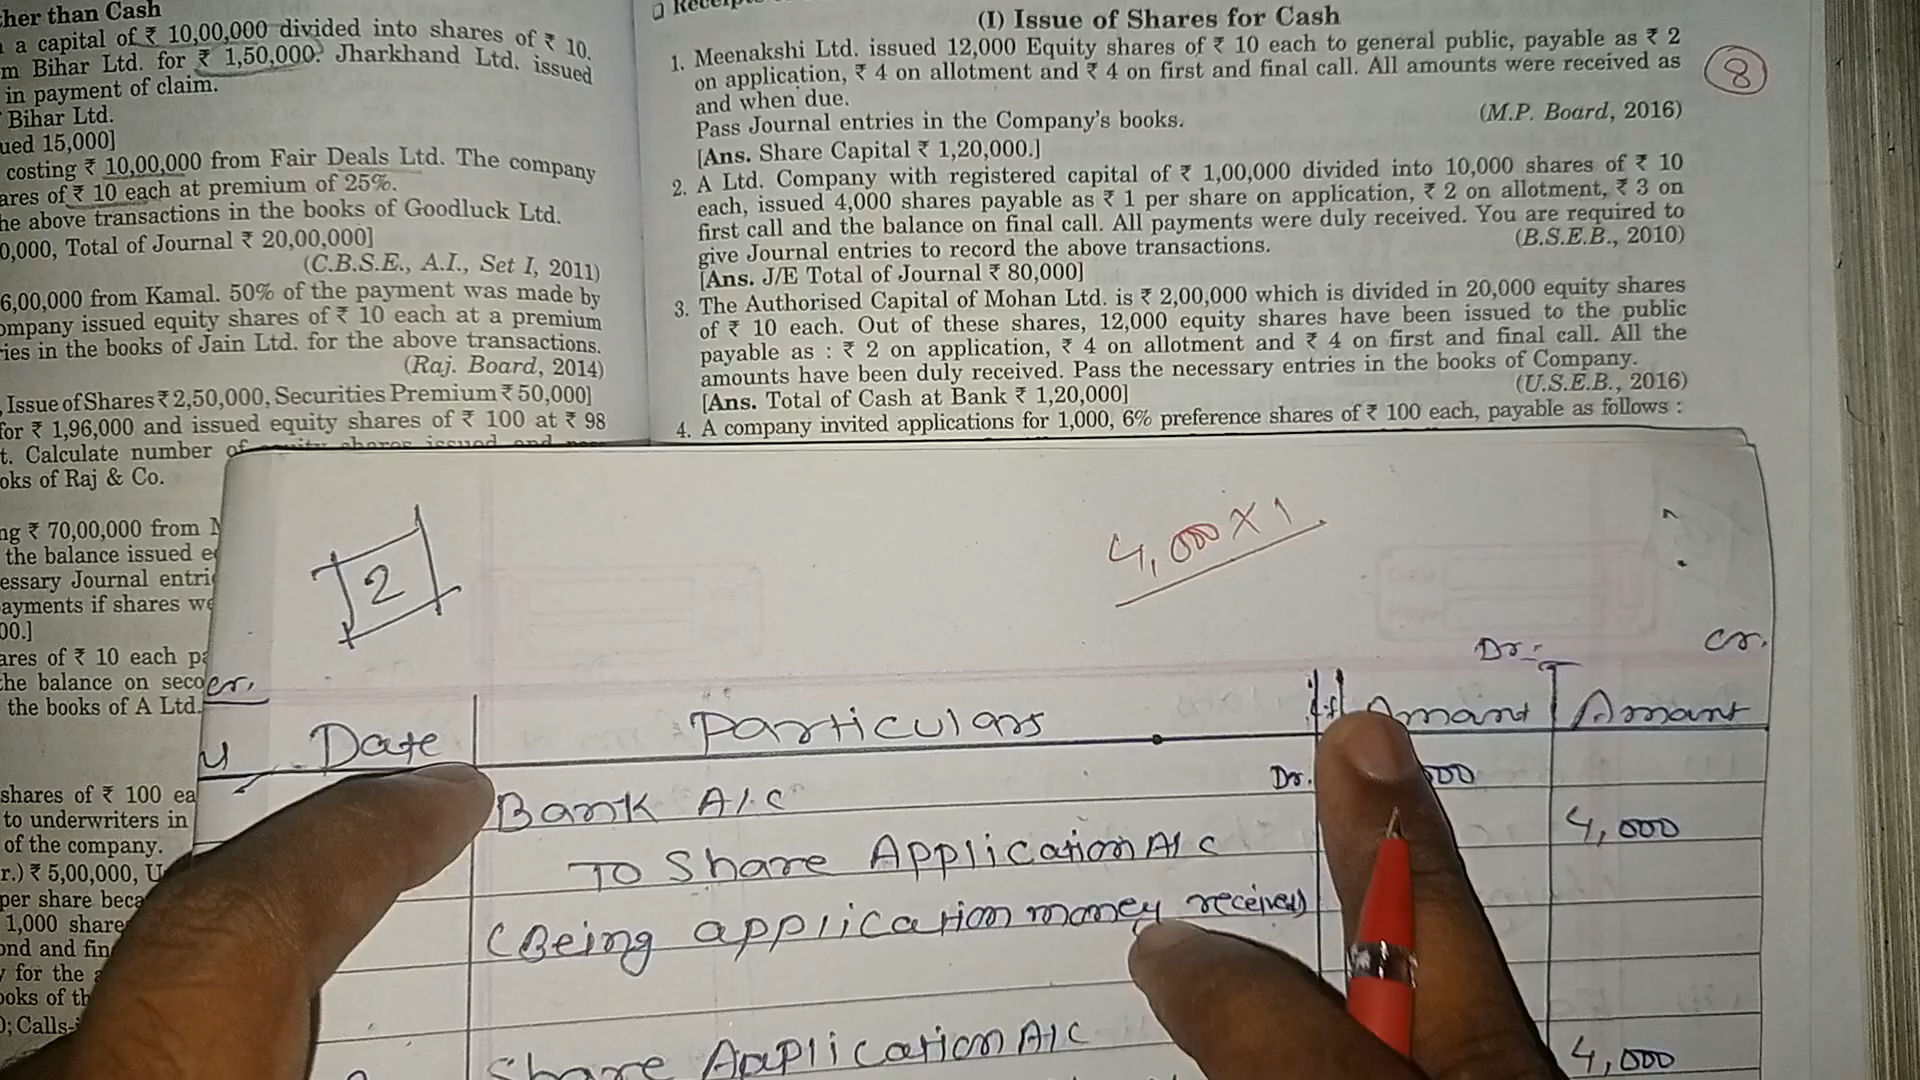 ther than Cash
a capital of ₹ 10,00,000 divided into shares of ₹ 10.
m Bihar Ltd. for ₹ 1,50,000. Jharkhand Ltd. issued
in payment of claim.
Bihar Ltd.
ued 15,000]
costing ₹ 10,00,000 from Fair Deals Ltd. The company
ares of ₹ 10 each at premium of 25%.
he above transactions in the books of Goodluck Ltd.
0,000, Total of Journal ₹ 20,00,000]
(C.B.S.E., A.I., Set I, 2011)
6,00,000 from Kamal. 50% of the payment was made by
ompany issued equity shares of ₹ 10 each at a premium
ries in the books of Jain Ltd. for the above transactions.
(Raj. Board, 2014)
Issue of Shares ₹ 2,50,000, Securities Premium ₹ 50,000]
for ₹ 1,96,000 and issued equity shares of ₹ 100 at ₹ 98
t. Calculate number of
oks of Raj & Co.
ng ₹ 70,00,000 from
the balance issued
essary Journal entri
ayments if shares we
00.]
ares of ₹ 10 each pa
the balance on seco
the books of A Ltd.
shares of ₹ 100 ea
to underwriters in
of the company.
r.) ₹ 5,00,000, U
per share beca
1,000 share
ond and fin
for the
ooks of th
0; Calls-
(I) Issue of Shares for Cash
1. Meenakshi Ltd. issued 12,000 Equity shares of ₹ 10 each to general public, payable as ₹ 2
on application, ₹ 4 on allotment and ₹ 4 on first and final call. All amounts were received as
and when due.
Pass Journal entries in the Company's books.
(M.P. Board, 2016)
[Ans. Share Capital ₹ 1,20,000.]
2. A Ltd. Company with registered capital of ₹ 1,00,000 divided into 10,000 shares of ₹ 10
each, issued 4,000 shares payable as ₹ 1 per share on application, ₹ 2 on allotment, ₹ 3 on
first call and the balance on final call. All payments were duly received. You are required to
give Journal entries to record the above transactions.
(B.S.E.B., 2010)
[Ans. J/E Total of Journal ₹ 80,000]
3. The Authorised Capital of Mohan Ltd. is ₹ 2,00,000 which is divided in 20,000 equity shares
of ₹ 10 each. Out of these shares, 12,000 equity shares have been issued to the public
payable as : ₹ 2 on application, ₹ 4 on allotment and ₹ 4 on first and final call. All the
amounts have been duly received. Pass the necessary entries in the books of Company.
(U.S.E.B., 2016)
[Ans. Total of Cash at Bank ₹ 1,20,000]
4. A company invited applications for 1,000, 6% preference shares of ₹ 100 each, payable as follows :
8
2
4,000 X 1
Dr. Cr.
Date Particulars Amount Amount
Bank A/C Dr. 000
To Share Application A/C 4,000
(Being application money received)
Share Application A/C
4,000